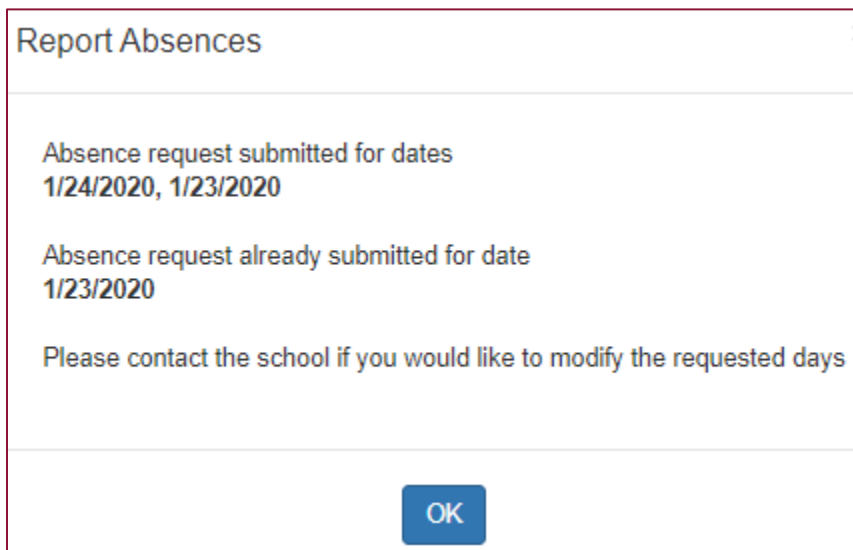 Report Absences
Absence request submitted for dates
1/24/2020, 1/23/2020
Absence request already submitted for date
1/23/2020
Please contact the school if you would like to modify the requested days
OK